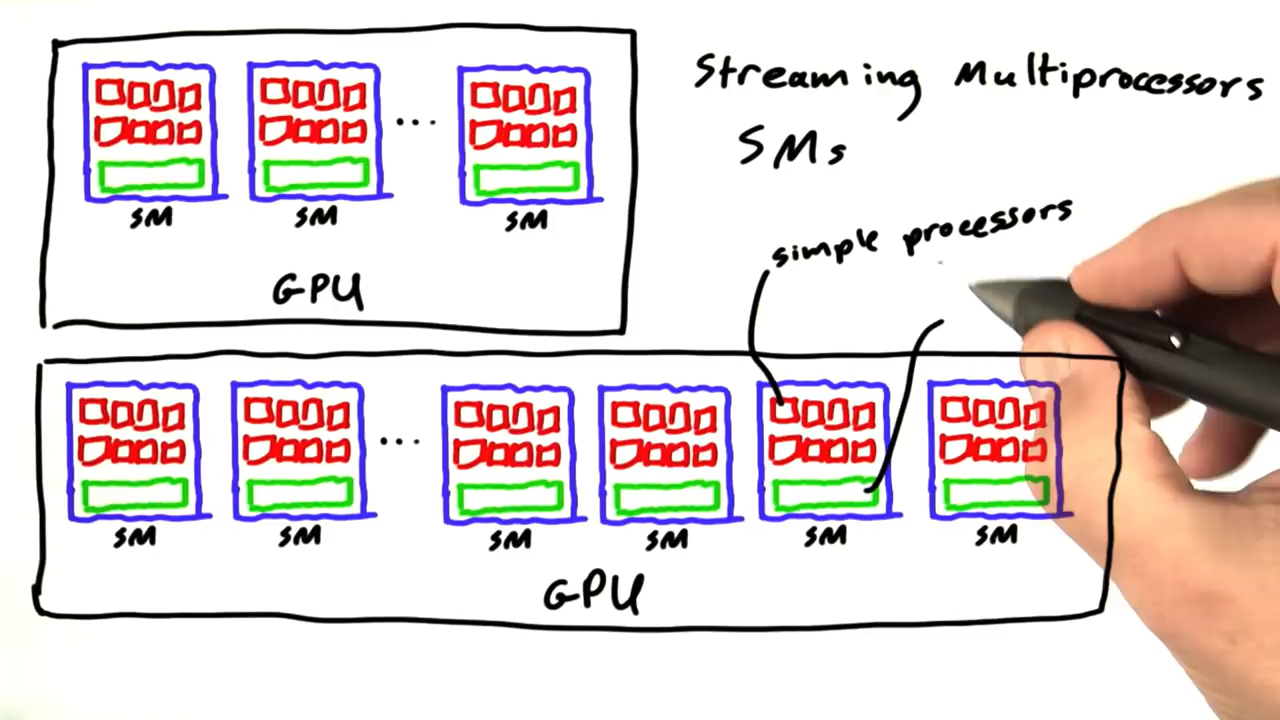 Streaming Multiprocessors
SMs
SM SM ... SM
GPU
simple processors
SM SM ... SM SM SM SM
GPU